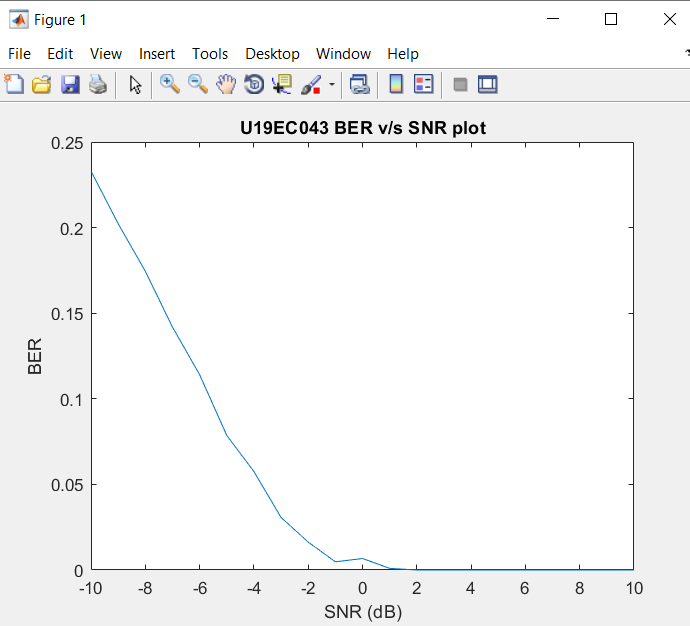 Figure 1
File Edit View Insert Tools Desktop Window Help
U19EC043 BER v/s SNR plot
0.25
0.2
0.15
0.1
0.05
0
BER
-10 -8 -6 -4 -2 0 2 4 6 8 10
SNR (dB)